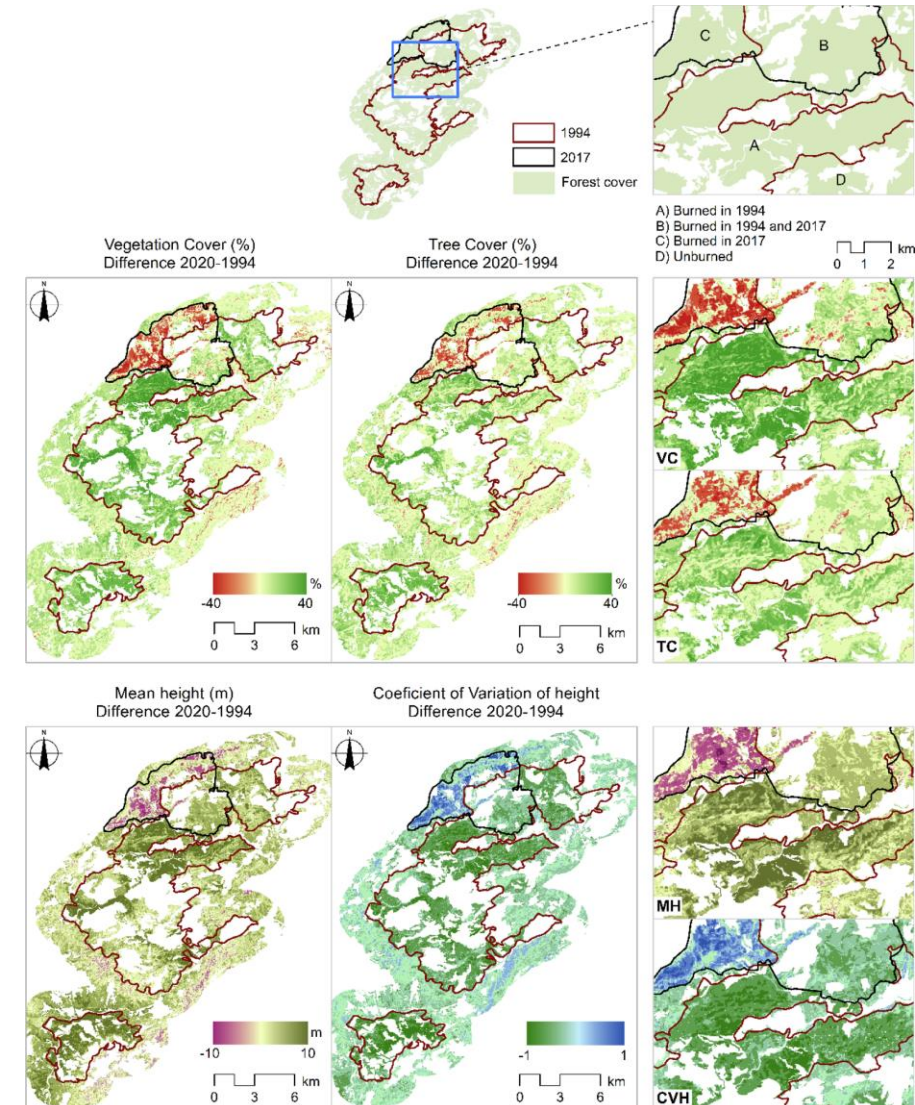 1994
2017
Forest cover
C
B
A
D
A) Burned in 1994
B) Burned in 1994 and 2017
C) Burned in 2017
D) Unburned
0 1 2
km
Vegetation Cover (%)
Difference 2020-1994
Tree Cover (%)
Difference 2020-1994
N
%
-40 40
km
0 3 6
N
%
-40 40
km
0 3 6
VC
TC
Mean height (m)
Difference 2020-1994
Coeficient of Variation of height
Difference 2020-1994
N
m
-10 10
km
0 3 6
N
-1 1
km
0 3 6
MH
CVH